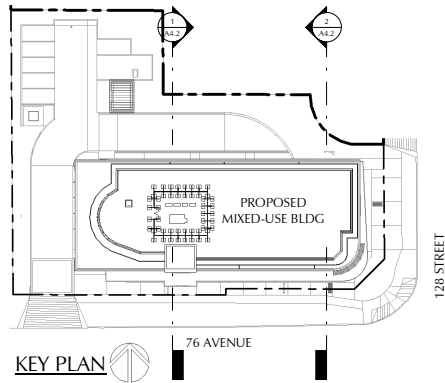 1
A4.2
2
A4.2
PROPOSED
MIXED-USE BLDG
128 STREET
76 AVENUE
KEY PLAN